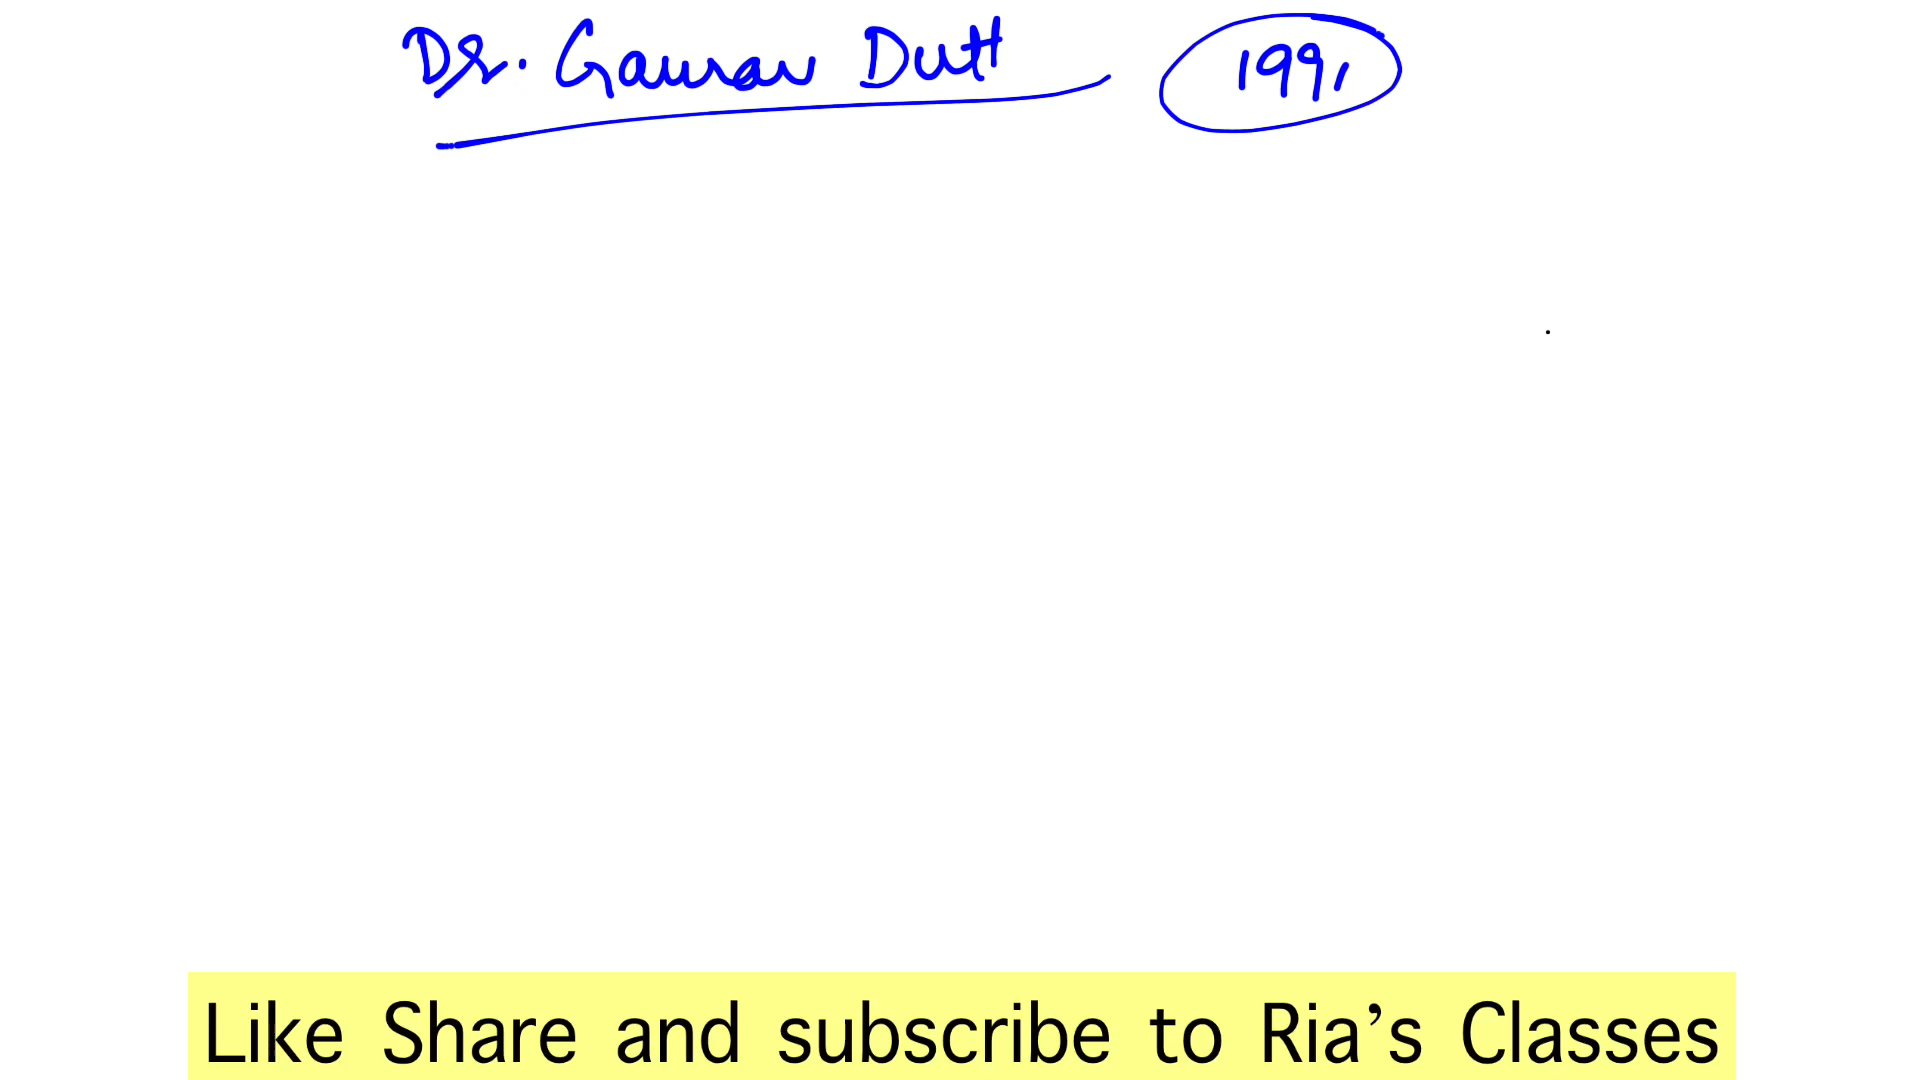 Dr. Gaurav Dutt 1991
Like Share and subscribe to Ria's Classes